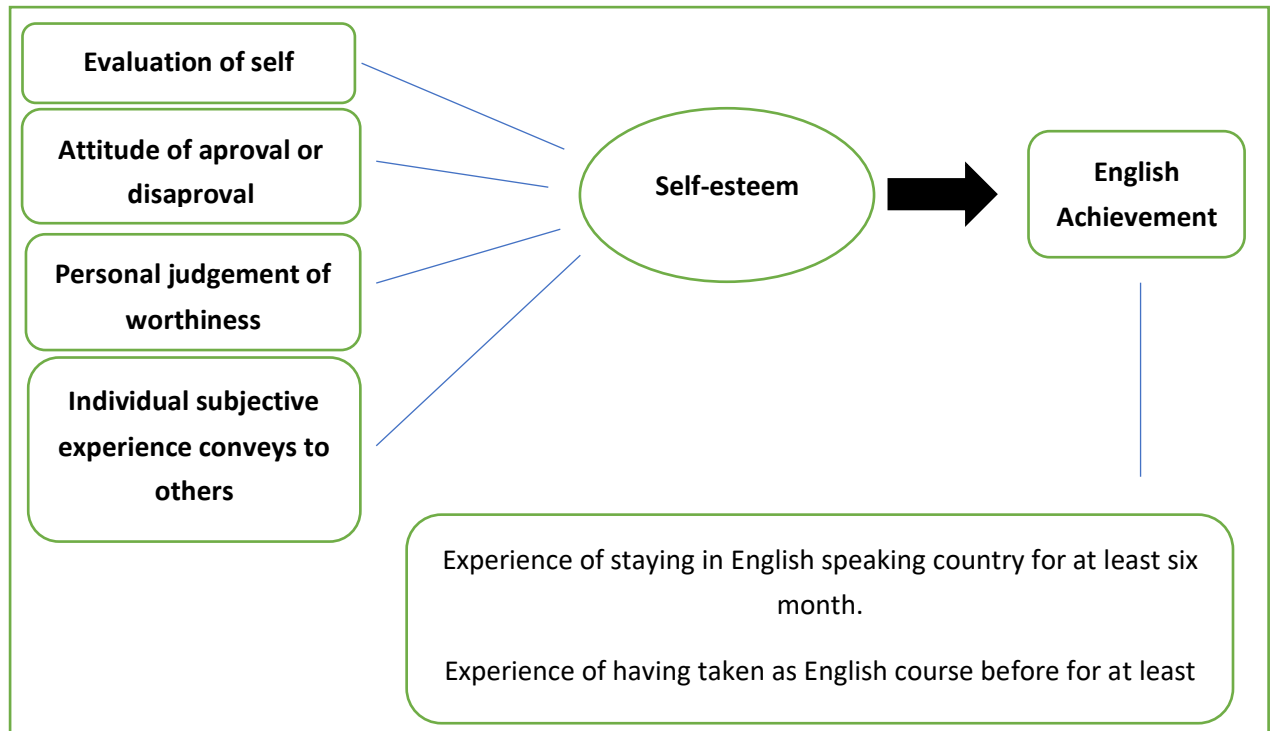 Evaluation of self
Attitude of aproval or
disaproval
Personal judgement of
worthiness
Individual subjective
experience conveys to
others
Self-esteem
English
Achievement
Experience of staying in English speaking country for at least six
month.
Experience of having taken as English course before for at least